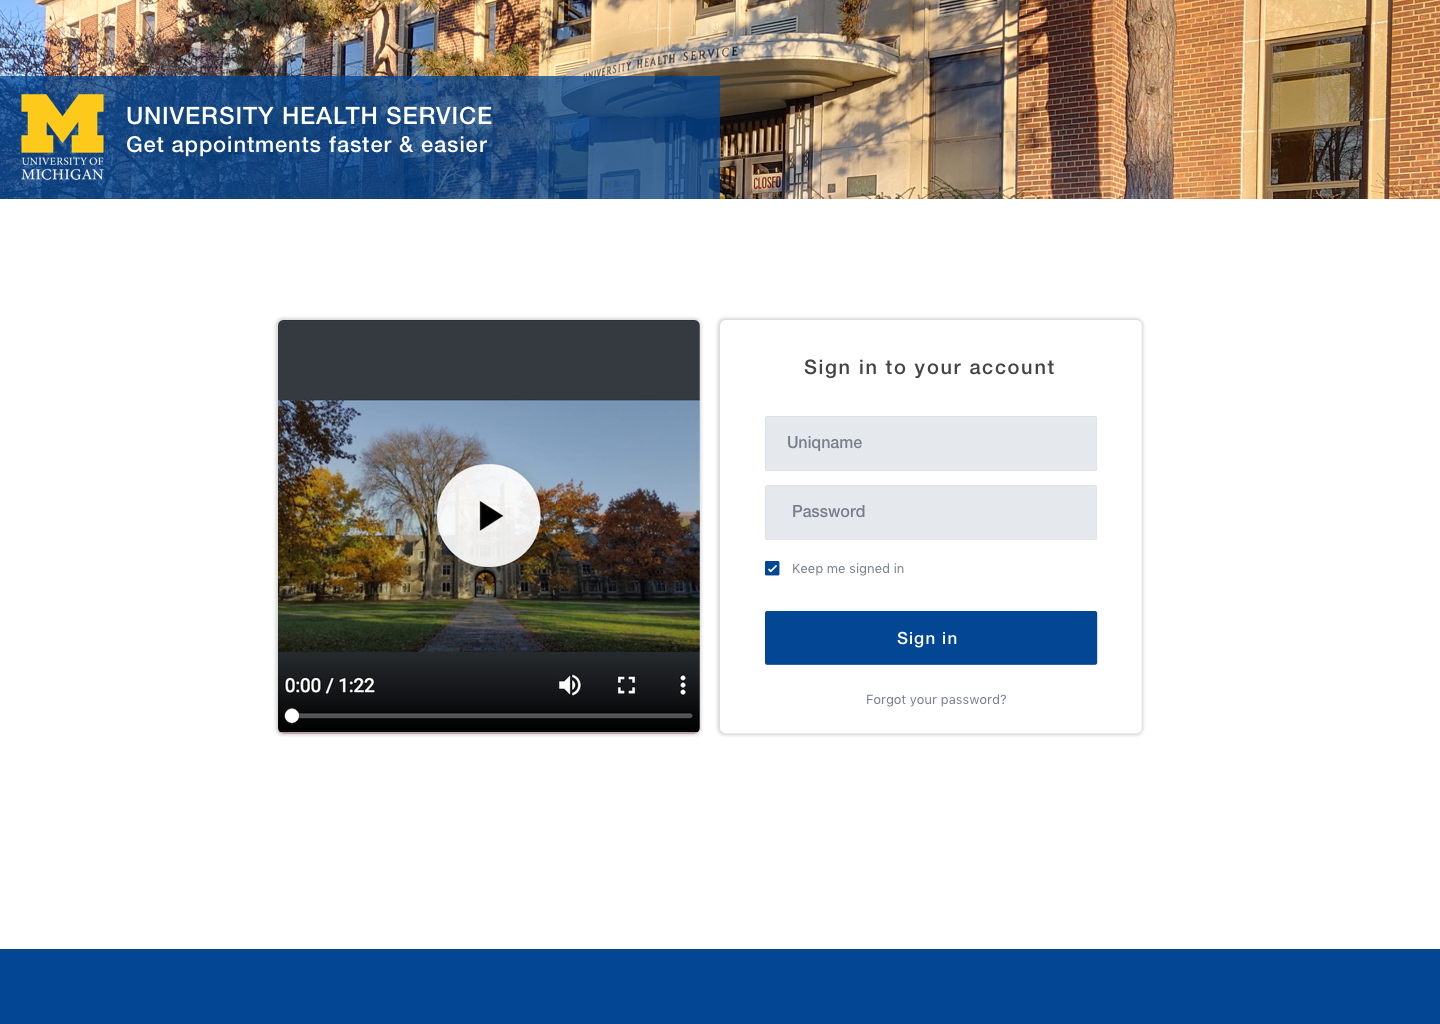 UNIVERSITY HEALTH SERVICE
UNIVERSITY HEALTH SERVICE
Get appointments faster & easier
UNIVERSITY OF
MICHIGAN
CLOSED
Sign in to your account
Uniqname
Password
Keep me signed in
Sign in
Forgot your password?
0:00 / 1:22